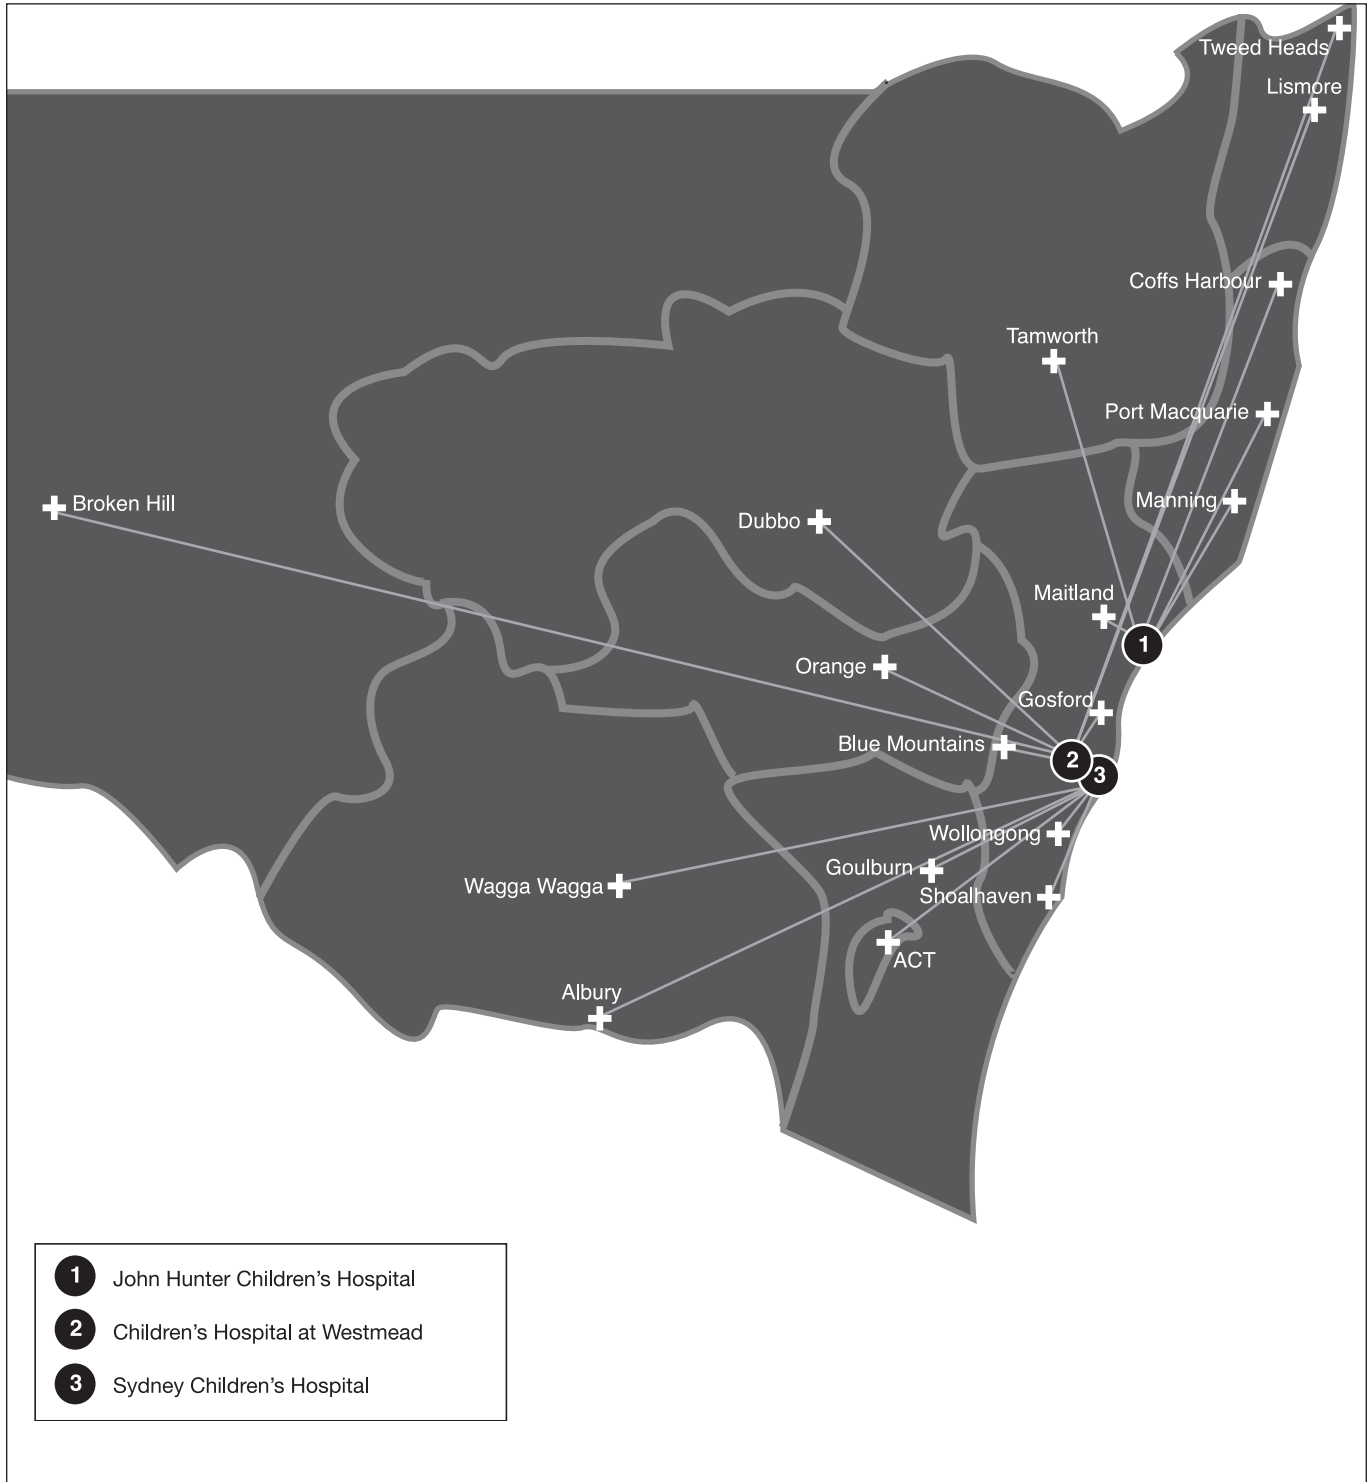 Tweed Heads
Lismore
Coffs Harbour
Tamworth
Port Macquarie
Broken Hill
Manning
Dubbo
Maitland
1
Orange
Gosford
Blue Mountains
2
3
Wollongong
Goulburn
Wagga Wagga
Shoalhaven
ACT
Albury
1 John Hunter Children’s Hospital
2 Children’s Hospital at Westmead
3 Sydney Children’s Hospital